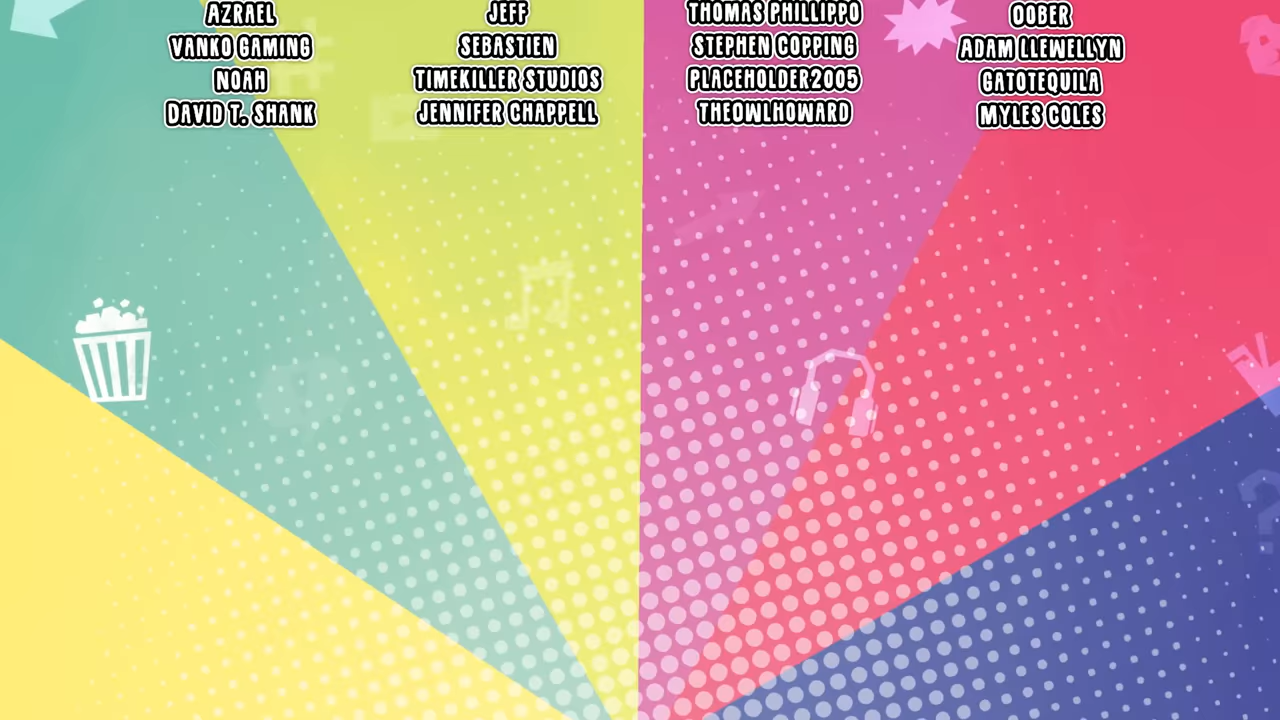 AZRAEL
VANKO GAMING
NOAH
DAVID T. SHANK
JEFF
SEBASTIEN
TIMEKILLER STUDIOS
JENNIFER CHAPPELL
THOMAS PHILLIPPO
STEPHEN COPPING
PLACEHOLDER2005
THEOWLHOWARD
OOBER
ADAM LLEWELLYN
GATOTEQUILA
MYLES COLES